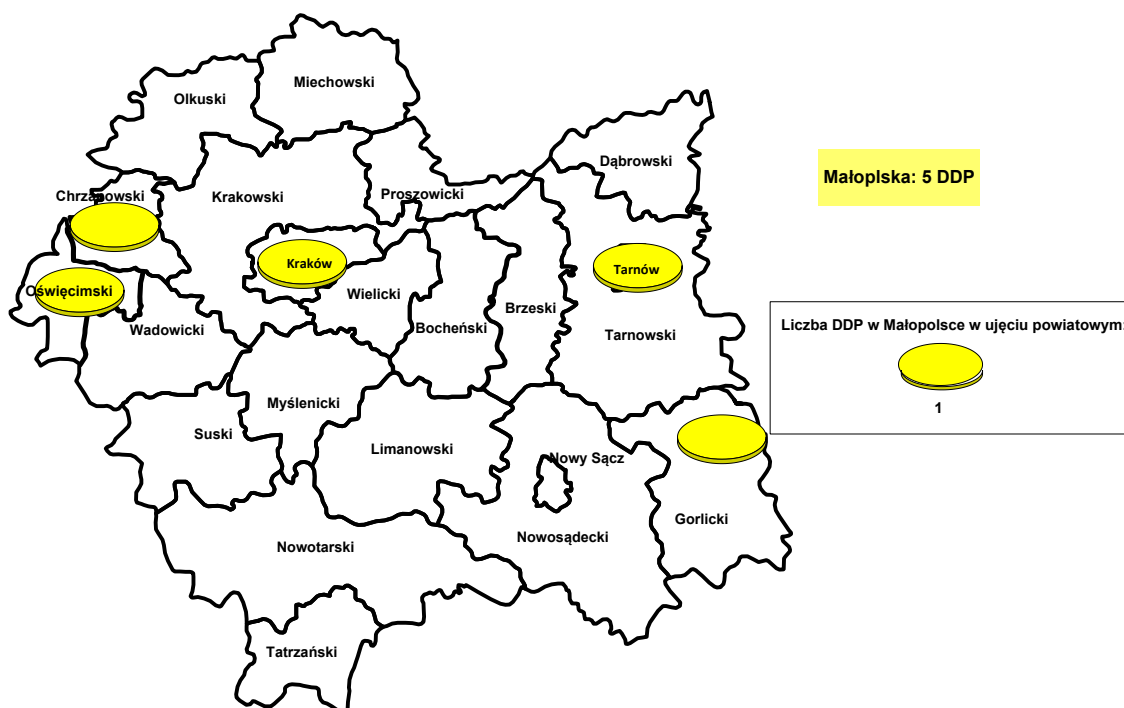 Miechowski
Olkuski
Dąbrowski
Małoplska: 5 DDP
Chrzanowski
Krakowski
Proszowicki
Kraków
Tarnów
Oświęcimski
Wielicki
Wadowicki
Bocheński
Brzeski
Tarnowski
Liczba DDP w Małopolsce w ujęciu powiatowym:
1
Myślenicki
Suski
Limanowski
Nowy Sącz
Gorlicki
Nowosądecki
Nowotarski
Tatrzański